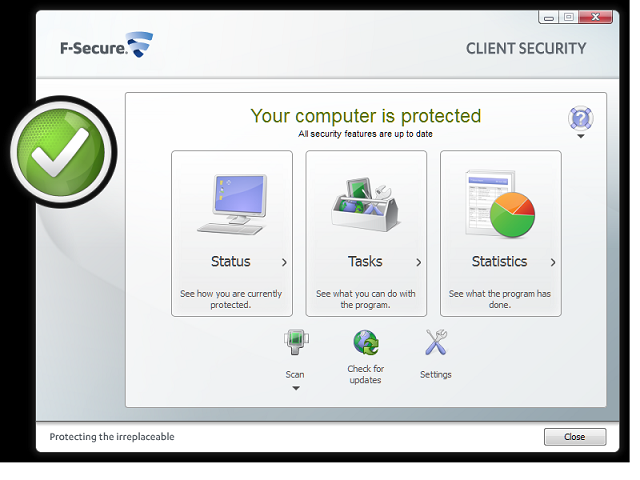 F-Secure.
CLIENT SECURITY
Your computer is protected
All security features are up to date
?
Status
Tasks
Statistics
See how you are currently
protected.
See what you can do with
the program.
See what the program has
done.
Scan
Check for
updates
Settings
Protecting the irreplaceable
Close